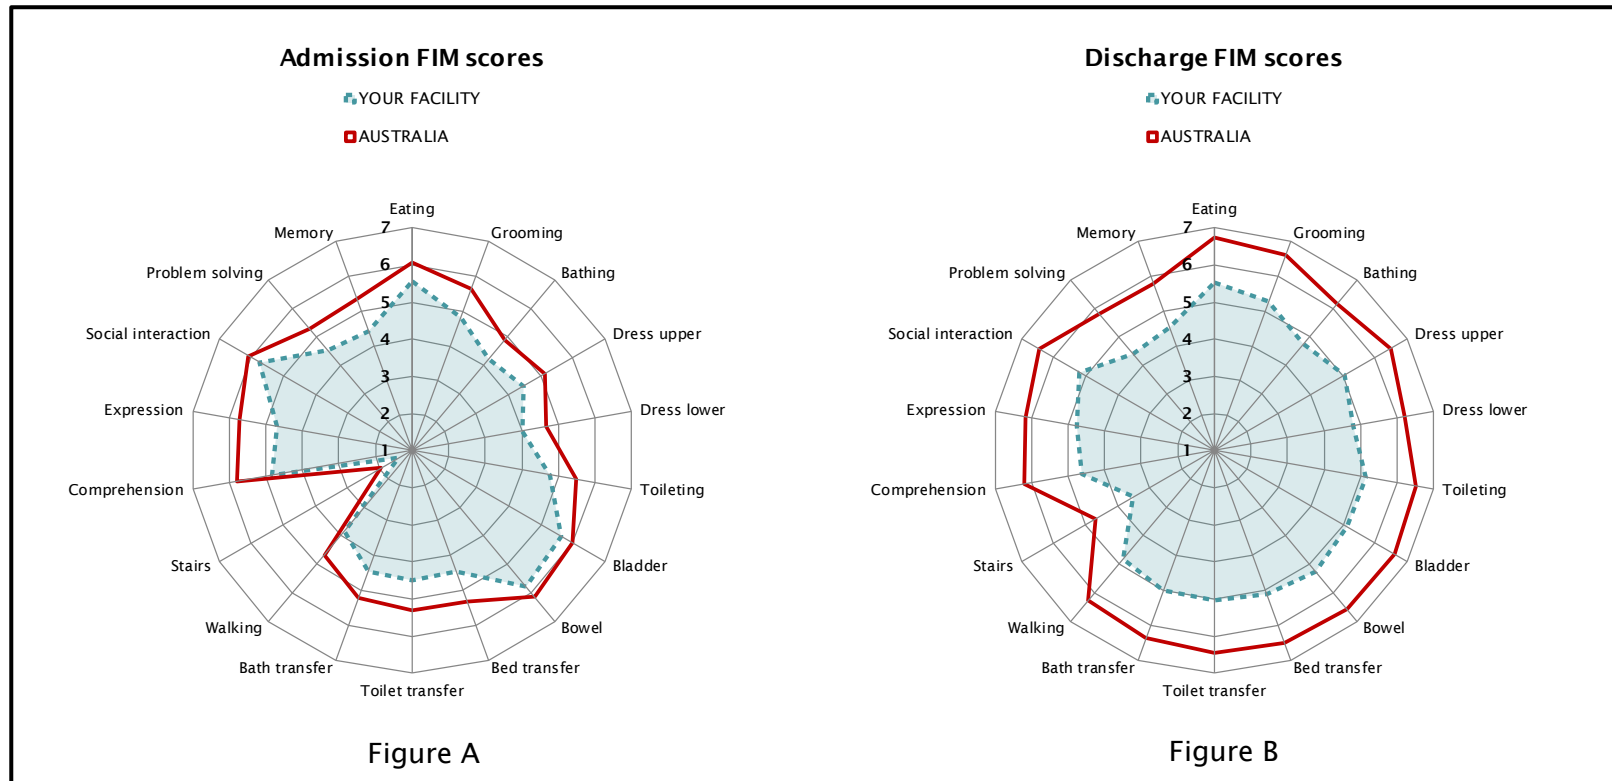 Admission FIM scores
YOUR FACILITY
AUSTRALIA
Eating
Grooming
Bathing
Dress upper
Dress lower
Toileting
Bladder
Bowel
Bed transfer
Toilet transfer
Bath transfer
Walking
Stairs
Comprehension
Expression
Social interaction
Problem solving
Memory
7
6
5
4
3
2
1
Figure A
Discharge FIM scores
YOUR FACILITY
AUSTRALIA
Eating
Grooming
Bathing
Dress upper
Dress lower
Toileting
Bladder
Bowel
Bed transfer
Toilet transfer
Bath transfer
Walking
Stairs
Comprehension
Expression
Social interaction
Problem solving
Memory
7
6
5
4
3
2
1
Figure B